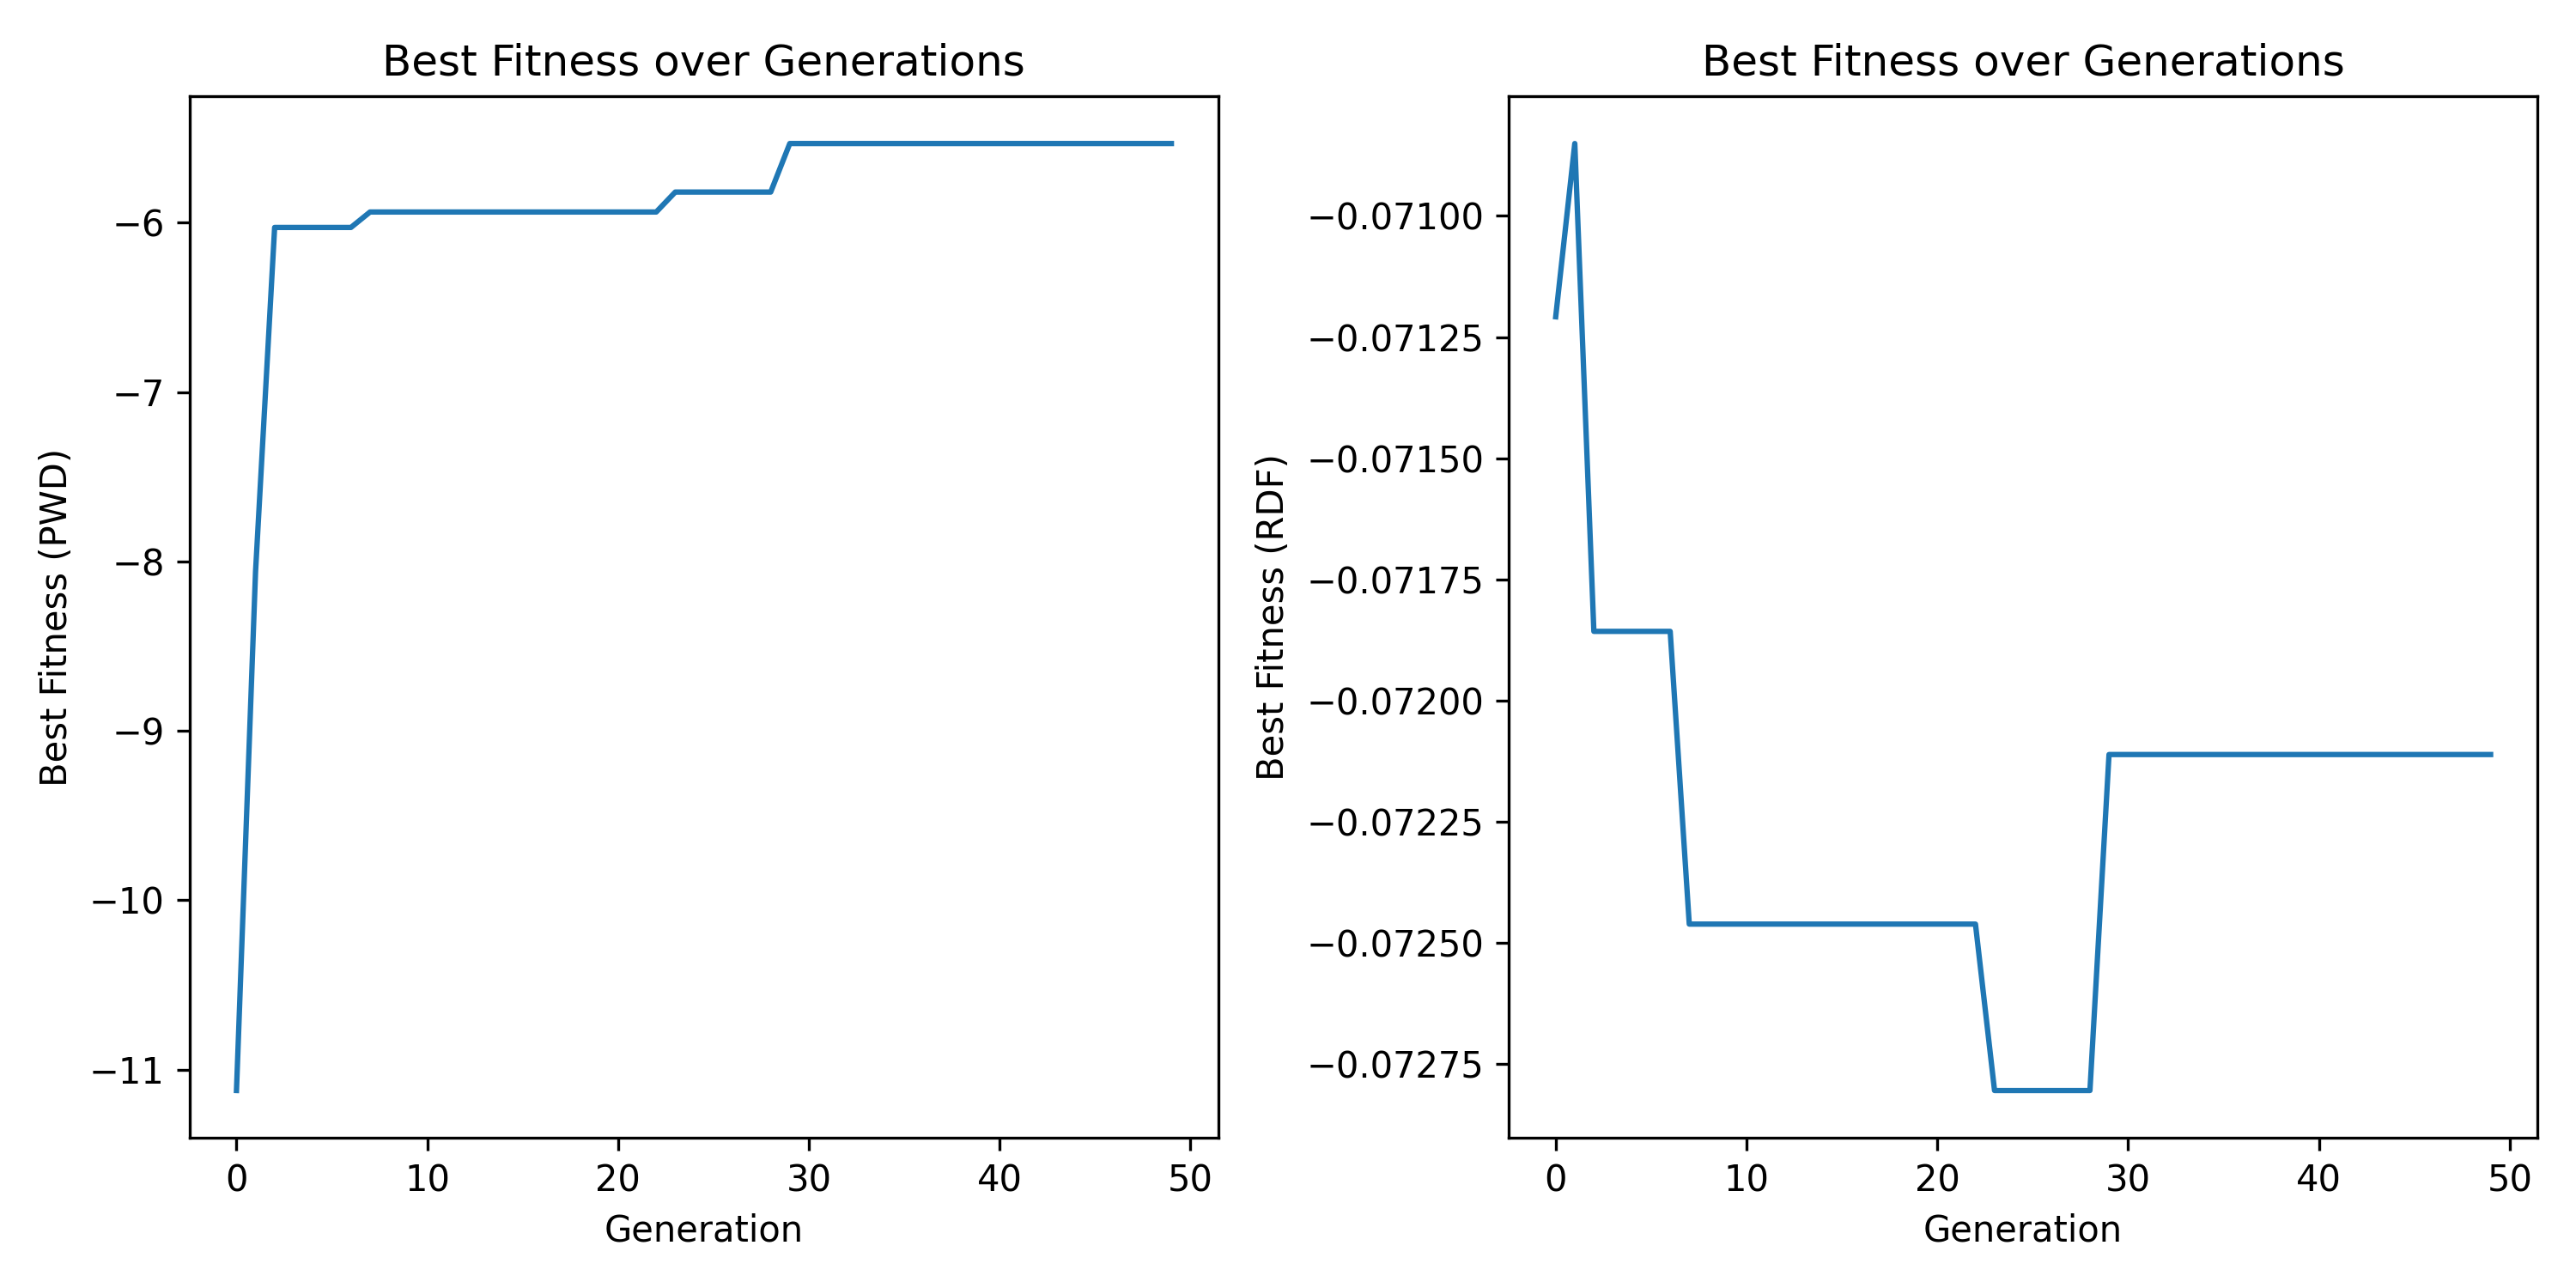 Best Fitness over Generations
Best Fitness (PWD)
−6
−7
−8
−9
−10
−11
0 10 20 30 40 50
Generation
Best Fitness over Generations
Best Fitness (RDF)
−0.07100
−0.07125
−0.07150
−0.07175
−0.07200
−0.07225
−0.07250
−0.07275
0 10 20 30 40 50
Generation